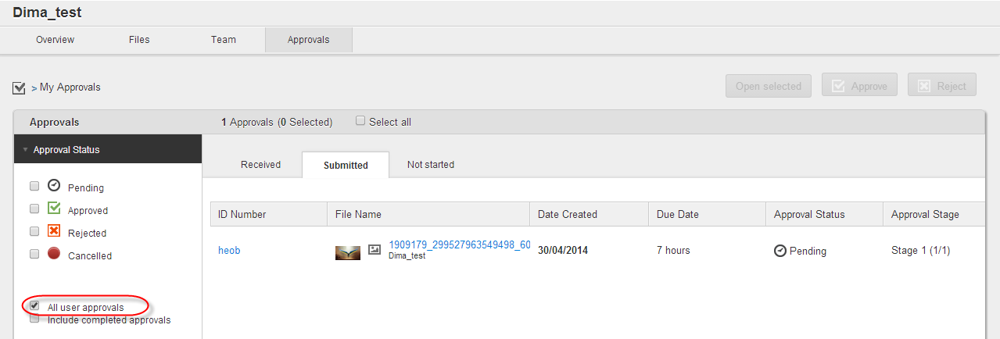 Dima_test
Overview Files Team Approvals
> My Approvals
Open selected Approve Reject
Approvals
1 Approvals (0 Selected) Select all
Approval Status
Received Submitted Not started
Pending
Approved
Rejected
Cancelled
All user approvals
Include completed approvals
ID Number File Name Date Created Due Date Approval Status Approval Stage
heob 1909179_299527963549498_60 30/04/2014 7 hours Pending Stage 1 (1/1)
Dima_test